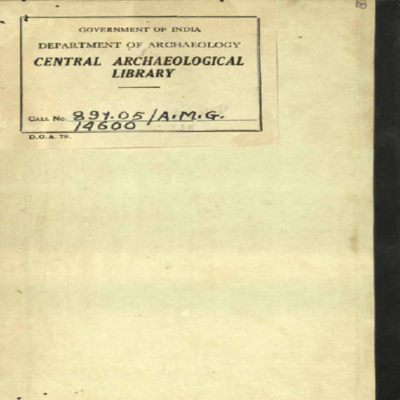 GOVERNMENT OF INDIA
DEPARTMENT OF ARCHAEOLOGY
CENTRAL ARCHAEOLOGICAL
LIBRARY
CALL No. 891.05/A.M.G.
14600
D.G.A. 79.